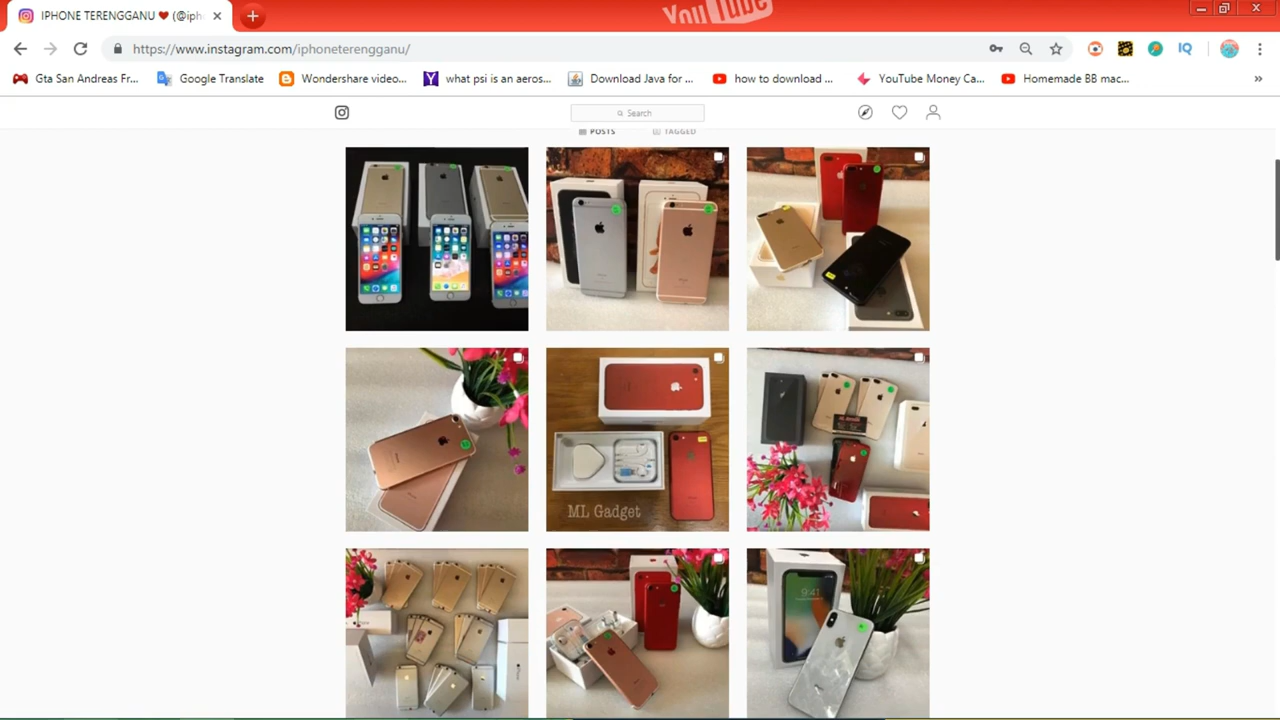 YouTube
IPHONE TERENGGANU ❤ (@iph
https://www.instagram.com/iphoneterengganu/
Gta San Andreas Fr...
Google Translate
Wondershare video...
what psi is an aeros...
Download Java for ...
how to download ...
YouTube Money Ca...
Homemade BB mac...
»
Search
POSTS
TAGGED
ML Gadget
9:41